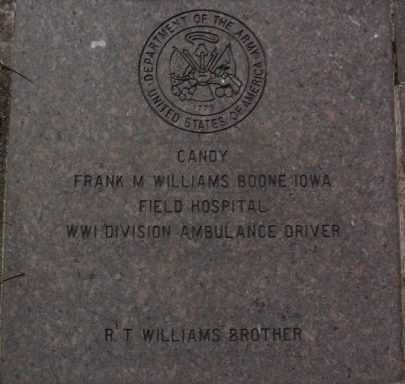 DEPARTMENT OF THE ARMY
UNITED STATES OF AMERICA
1775
CANDY
FRANK M WILLIAMS BOONE IOWA
FIELD HOSPITAL
WWI DIVISION AMBULANCE DRIVER
R T WILLIAMS BROTHER